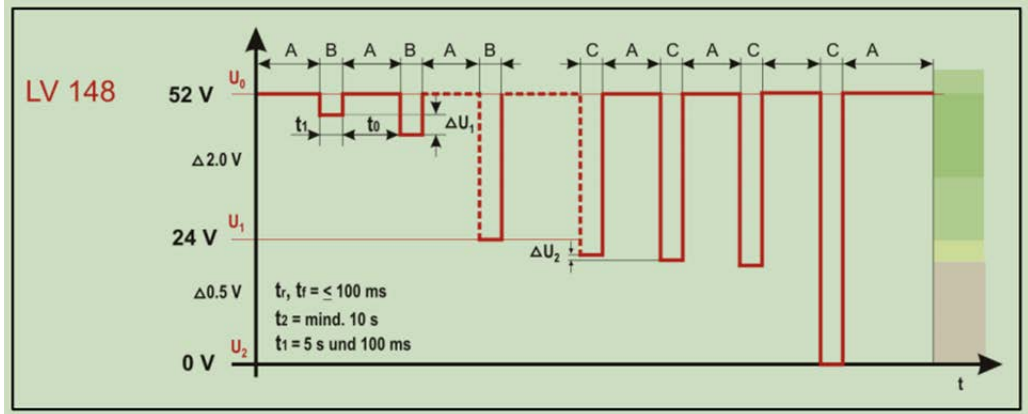 A B A B A B C A C A C C A
LV 148
U₀
52 V
t₁ t₀ ΔU₁
Δ2.0 V
U₁
24 V
ΔU₂
Δ0.5 V
tr, tf = ≤ 100 ms
t₂ = mind. 10 s
t₁ = 5 s und 100 ms
U₂
0 V
t